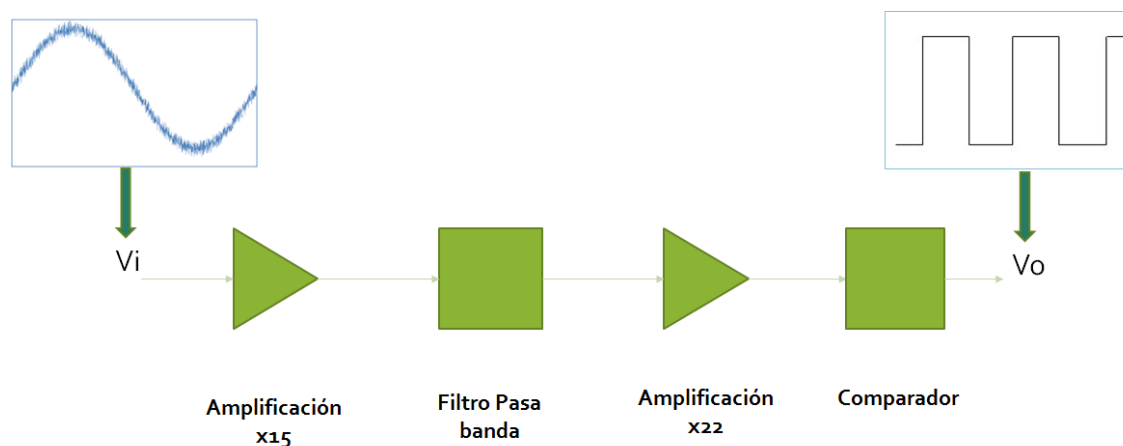 Vi
Vo
Amplificación
x15
Filtro Pasa
banda
Amplificación
x22
Comparador